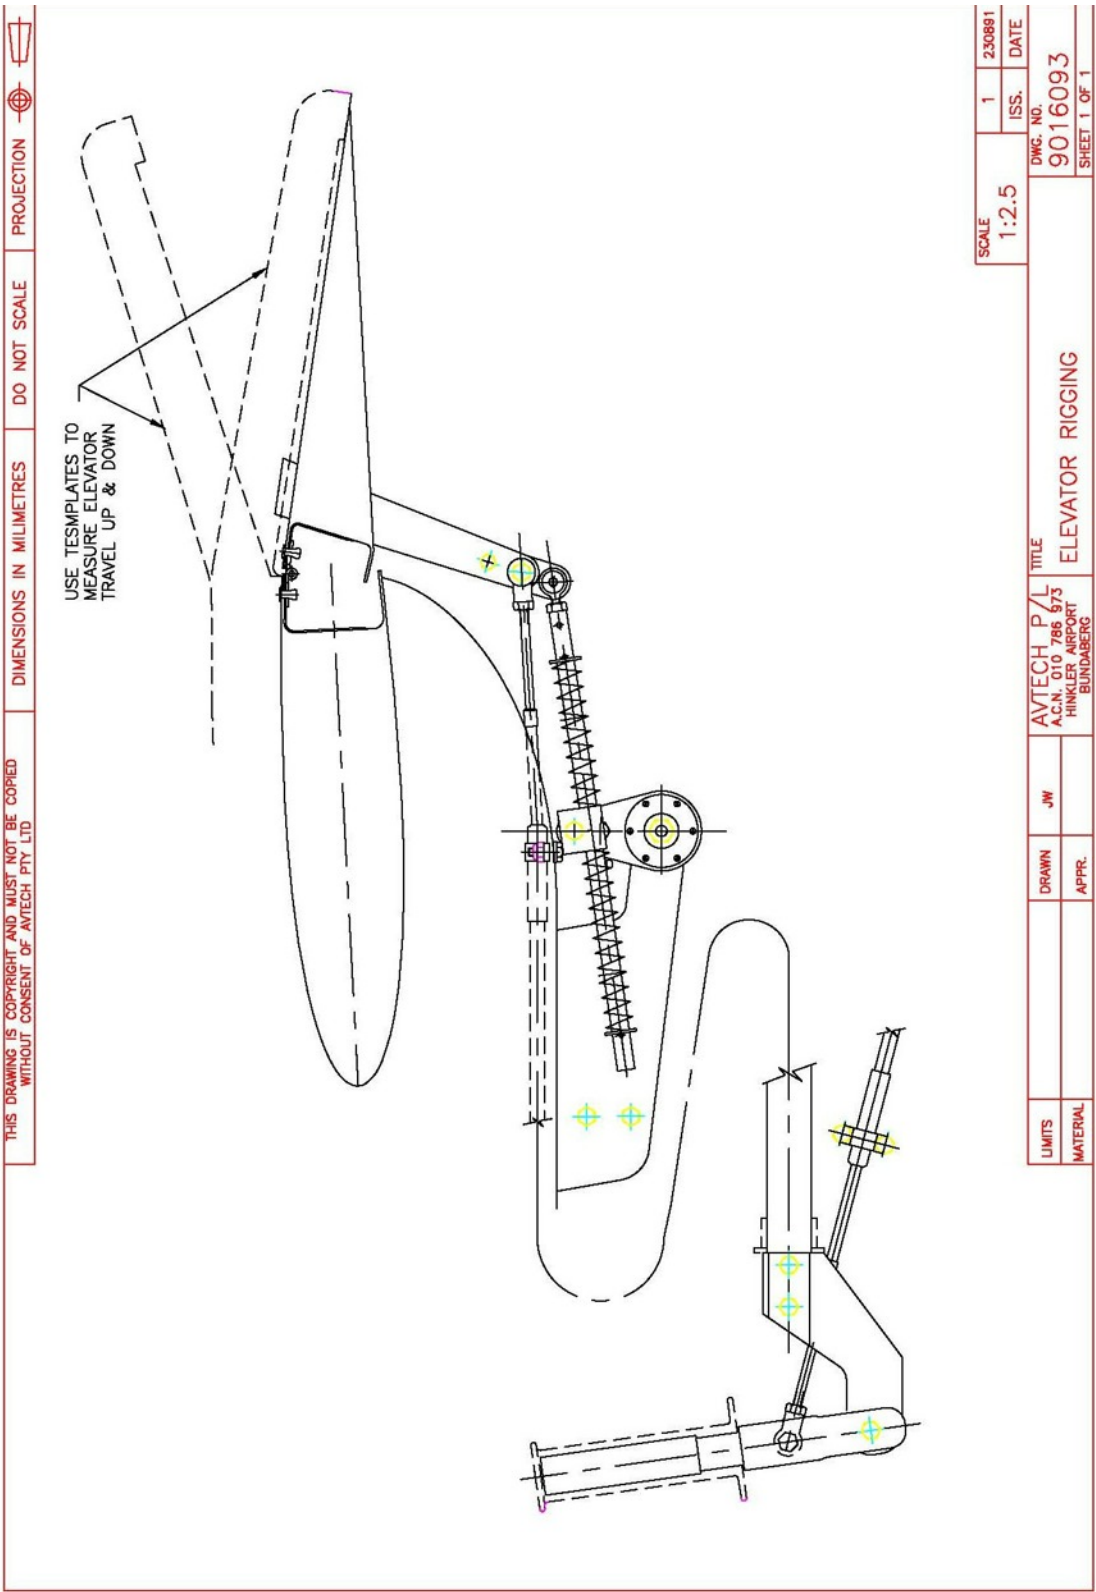 THIS DRAWING IS COPYRIGHT AND MUST NOT BE COPIED
WITHOUT CONSENT OF AVTECH PTY LTD
DIMENSIONS IN MILIMETRES
DO NOT SCALE
PROJECTION
USE TESMPLATES TO
MEASURE ELEVATOR
TRAVEL UP & DOWN
SCALE
1:2.5
1
230891
ISS.
DATE
LIMITS
MATERIAL
DRAWN
JW
APPR.
AVTECH P/L
A.C.N. 010 786 973
HINKLER AIRPORT
BUNDABERG
TITLE
ELEVATOR RIGGING
DWG. NO.
9016093
SHEET 1 OF 1